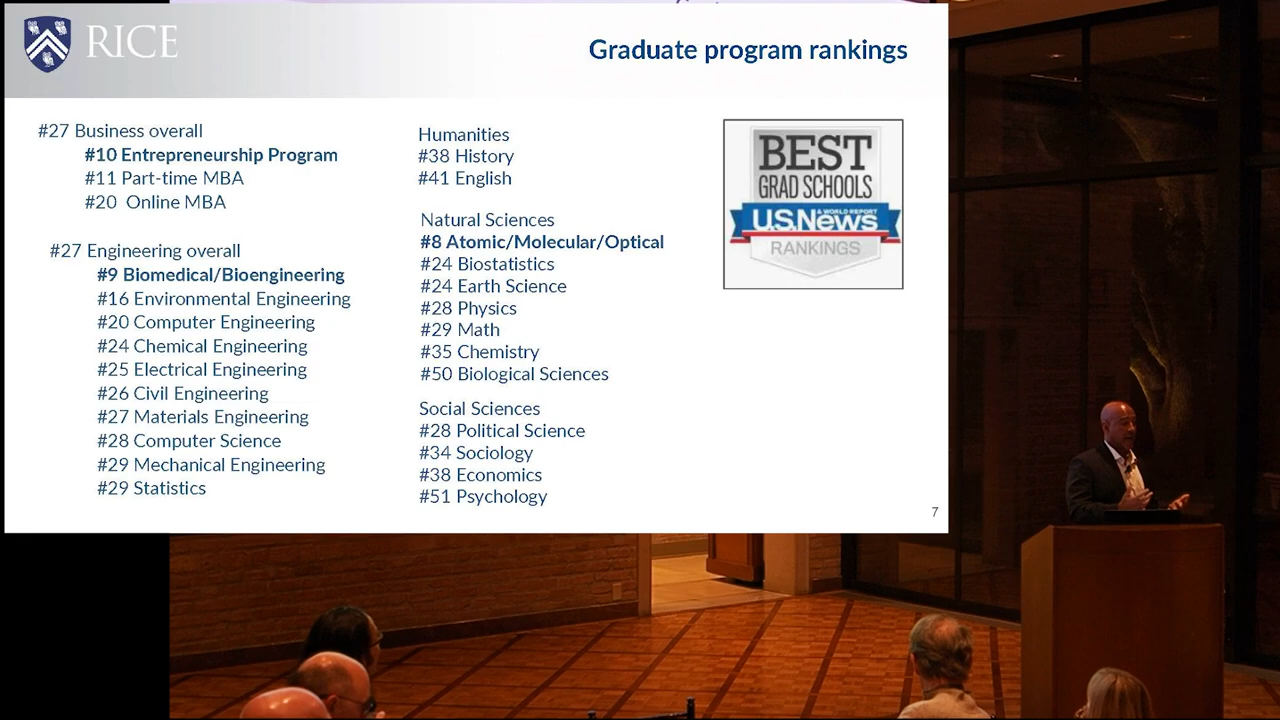 RICE
Graduate program rankings
#27 Business overall
#10 Entrepreneurship Program
#11 Part-time MBA
#20 Online MBA
#27 Engineering overall
#9 Biomedical/Bioengineering
#16 Environmental Engineering
#20 Computer Engineering
#24 Chemical Engineering
#25 Electrical Engineering
#26 Civil Engineering
#27 Materials Engineering
#28 Computer Science
#29 Mechanical Engineering
#29 Statistics
Humanities
#38 History
#41 English
Natural Sciences
#8 Atomic/Molecular/Optical
#24 Biostatistics
#24 Earth Science
#28 Physics
#29 Math
#35 Chemistry
#50 Biological Sciences
Social Sciences
#28 Political Science
#34 Sociology
#38 Economics
#51 Psychology
BEST
GRAD SCHOOLS
U.S.News
& WORLD REPORT
RANKINGS
7